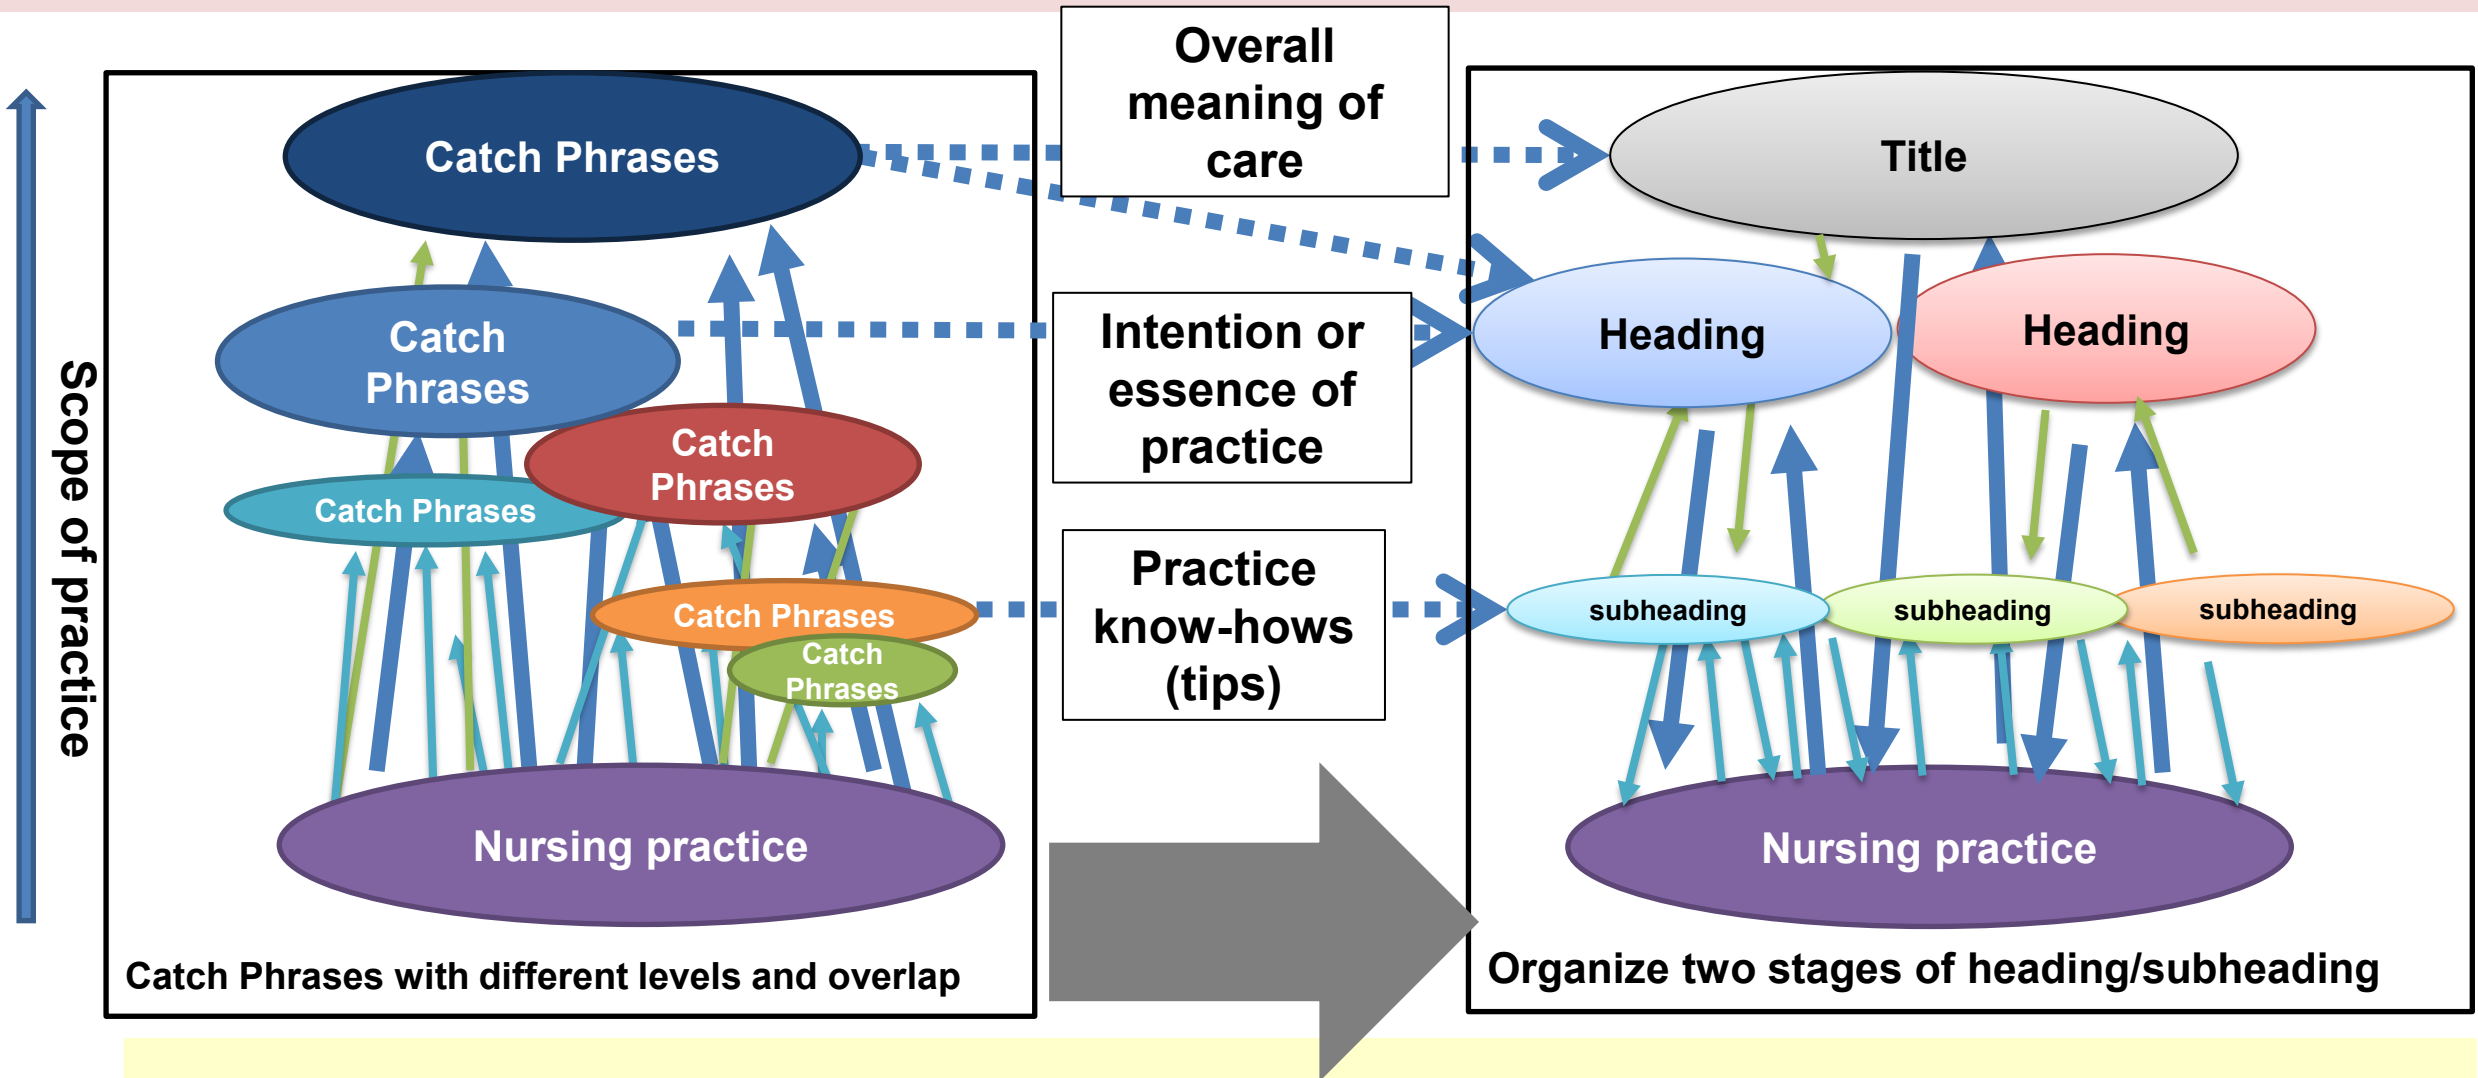 Scope of practice
Catch Phrases
Catch
Phrases
Catch
Phrases
Catch Phrases
Catch Phrases
Catch
Phrases
Nursing practice
Catch Phrases with different levels and overlap
Overall
meaning of
care
Intention or
essence of
practice
Practice
know-hows
(tips)
Title
Heading
Heading
subheading
subheading
subheading
Nursing practice
Organize two stages of heading/subheading